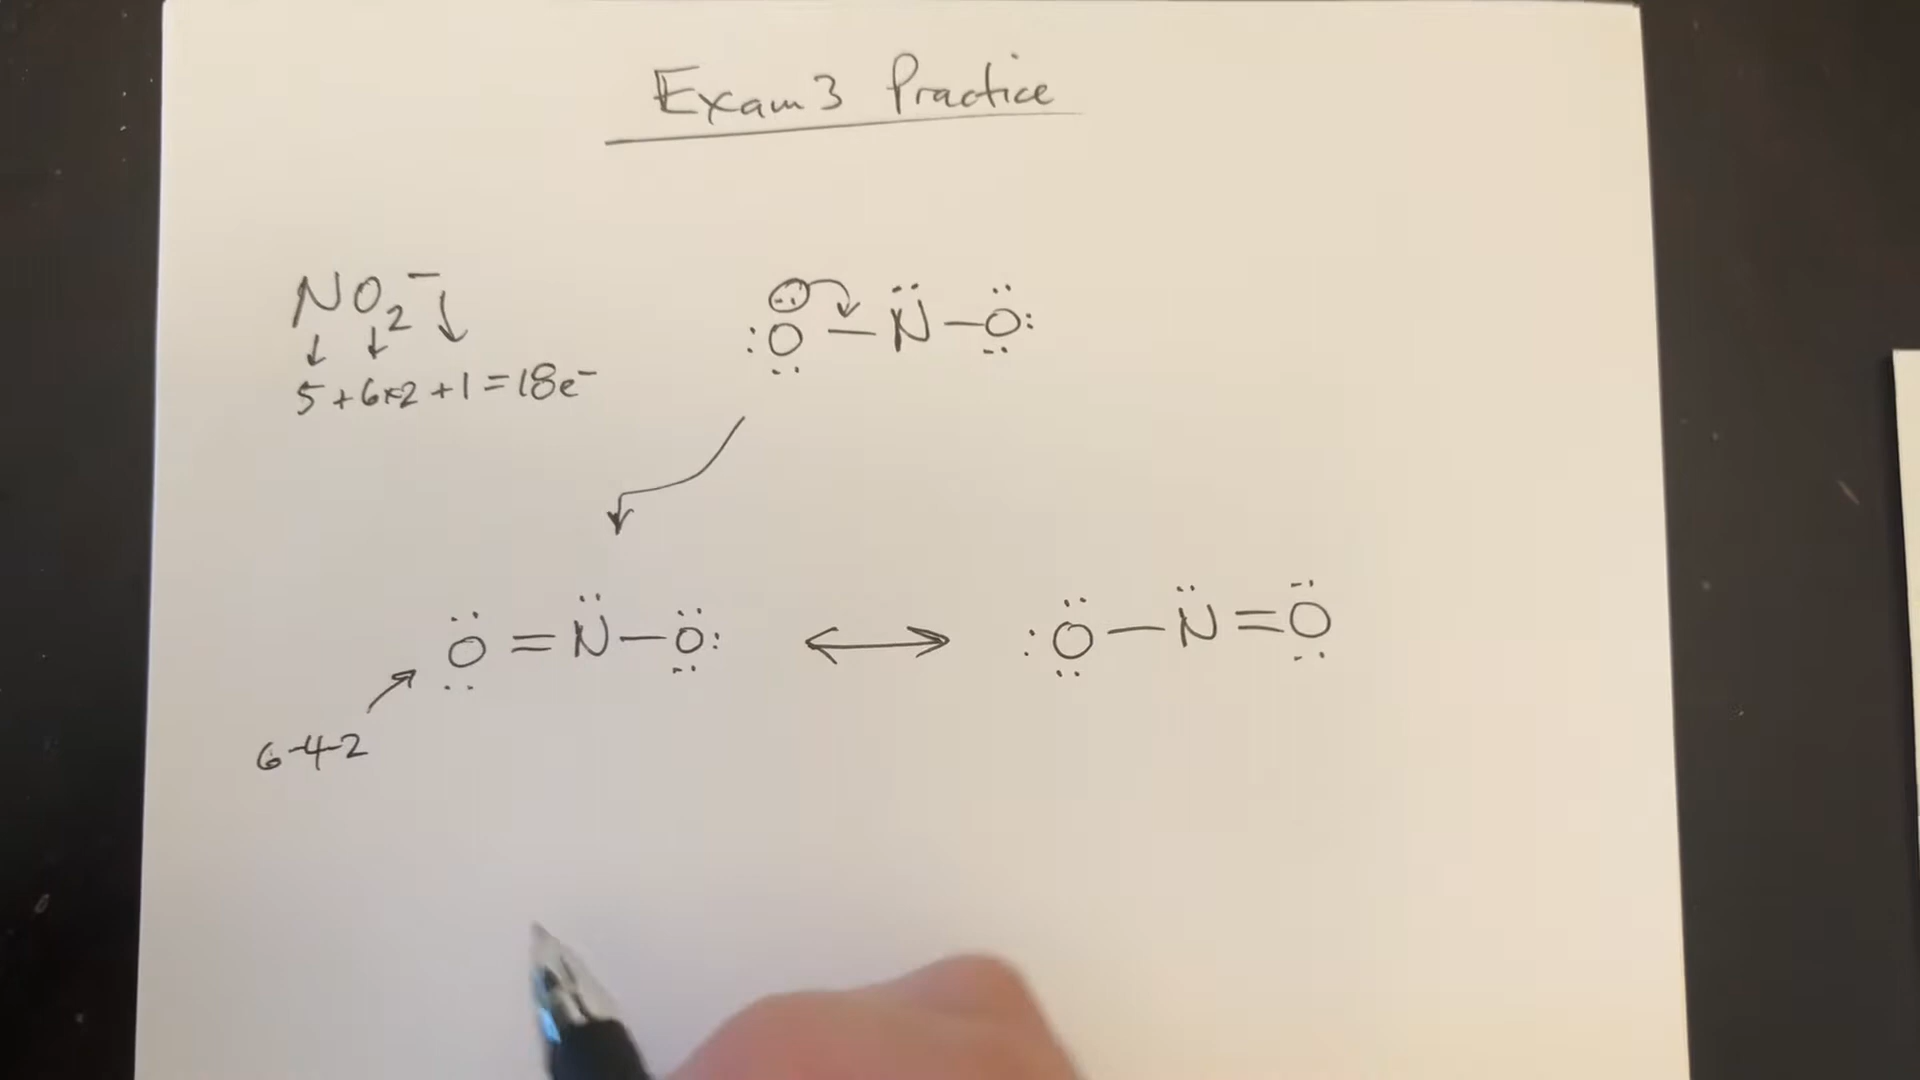 Exam 3 Practice
NO₂⁻
5+6×2+1=18e⁻
:O–N–O:
O=N–O: ↔ :O–N=O
6-4-2